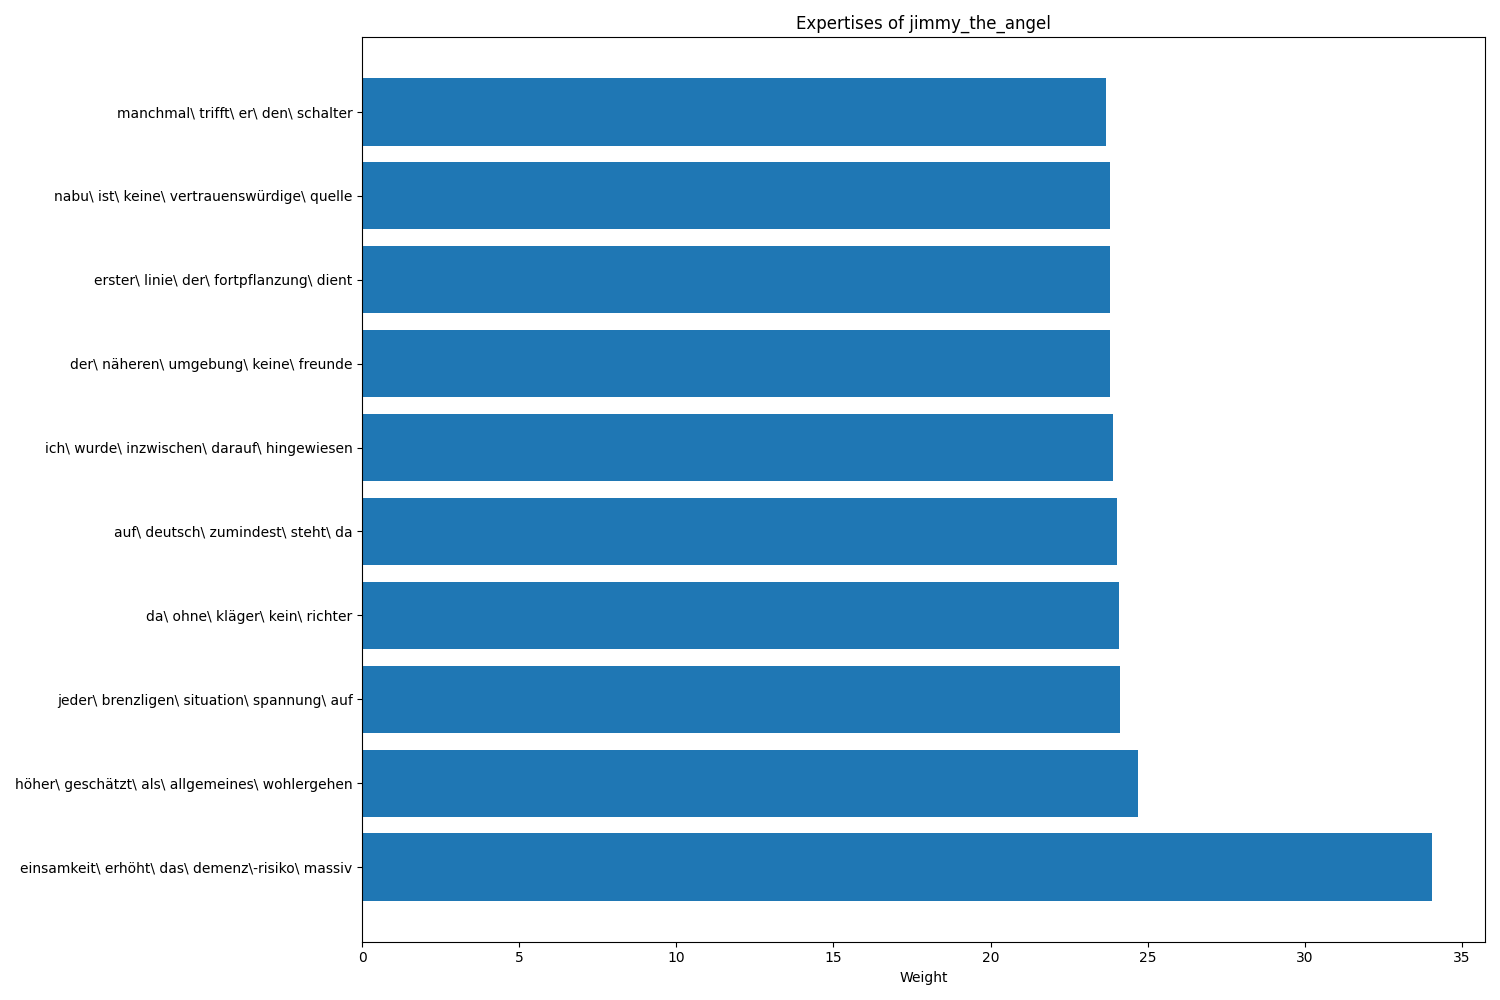 Expertises of jimmy_the_angel
manchmal\ trifft\ er\ den\ schalter
nabu\ ist\ keine\ vertrauenswürdige\ quelle
erster\ linie\ der\ fortpflanzung\ dient
der\ näheren\ umgebung\ keine\ freunde
ich\ wurde\ inzwischen\ darauf\ hingewiesen
auf\ deutsch\ zumindest\ steht\ da
da\ ohne\ kläger\ kein\ richter
jeder\ brenzligen\ situation\ spannung\ auf
höher\ geschätzt\ als\ allgemeines\ wohlergehen
einsamkeit\ erhöht\ das\ demenz\-risiko\ massiv
0 5 10 15 20 25 30 35
Weight